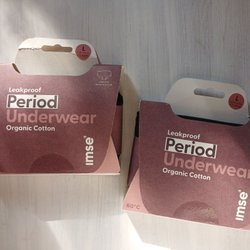 L
Leakproof
Period
Underwear
Organic Cotton
imse
L
Leakproof
Period
Underwear
Organic Cotton
imse
60°C